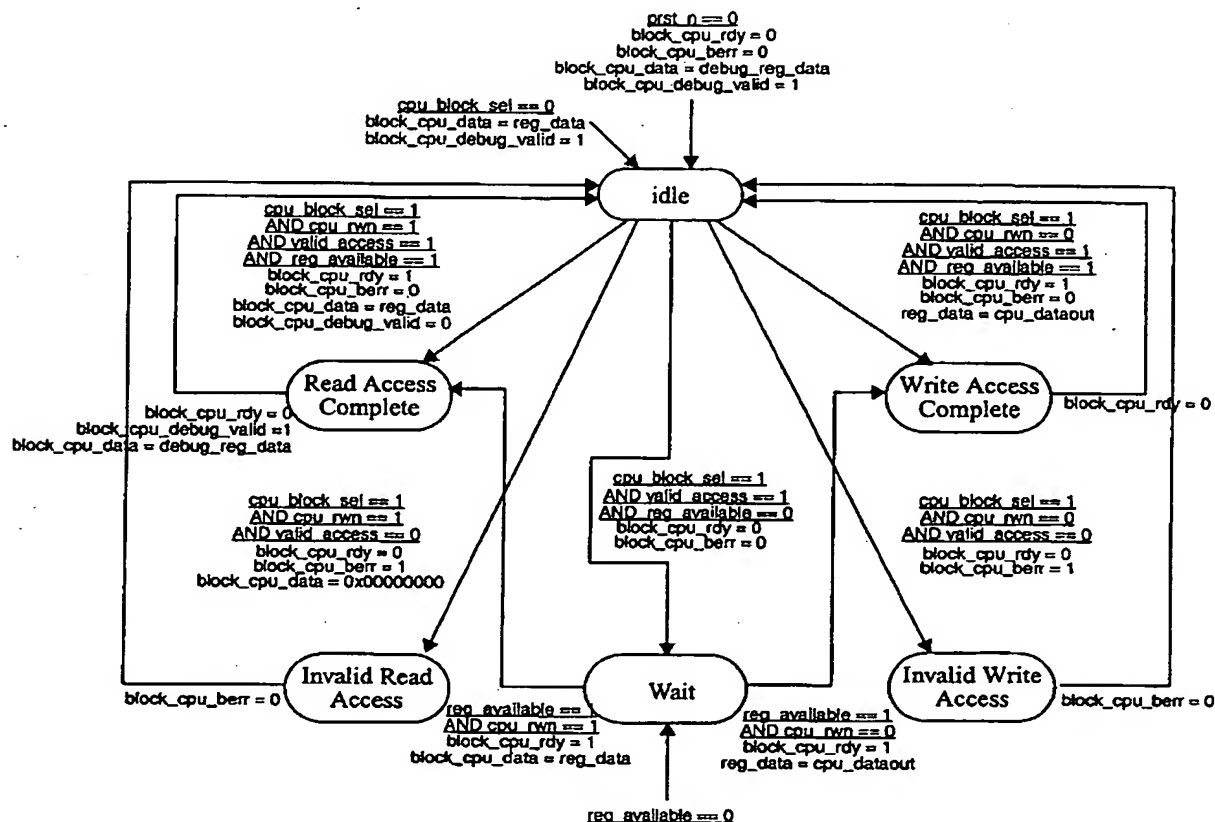 prst_n == 0
block_cpu_rdy = 0
block_cpu_berr = 0
block_cpu_data = debug_reg_data
block_cpu_debug_valid = 1
cpu_block_sel == 0
block_cpu_data = reg_data
block_cpu_debug_valid = 1
idle
cpu_block_sel == 1
AND cpu_rwn == 1
AND valid_access == 1
AND reg_available == 1
block_cpu_rdy = 1
block_cpu_berr = 0
block_cpu_data = reg_data
block_cpu_debug_valid = 0
cpu_block_sel == 1
AND cpu_rwn == 0
AND valid_access == 1
AND reg_available == 1
block_cpu_rdy = 1
block_cpu_berr = 0
reg_data = cpu_dataout
Read Access
Complete
Write Access
Complete
block_cpu_rdy = 0
block_cpu_debug_valid =1
block_cpu_data = debug_reg_data
block_cpu_rdy = 0
cpu_block_sel == 1
AND cpu_rwn == 1
AND valid_access == 0
block_cpu_rdy = 0
block_cpu_berr = 1
block_cpu_data = 0x00000000
cpu_block_sel == 1
AND valid_access == 1
AND reg_available == 0
block_cpu_rdy = 0
block_cpu_berr = 0
cpu_block_sel == 1
AND cpu_rwn == 0
AND valid_access == 0
block_cpu_rdy = 0
block_cpu_berr = 1
Invalid Read
Access
Wait
Invalid Write
Access
block_cpu_berr = 0
block_cpu_berr = 0
reg_available == 1
AND cpu_rwn == 1
block_cpu_rdy = 1
block_cpu_data = reg_data
reg_available == 1
AND cpu_rwn == 0
block_cpu_rdy = 1
reg_data = cpu_dataout
reg_available == 0